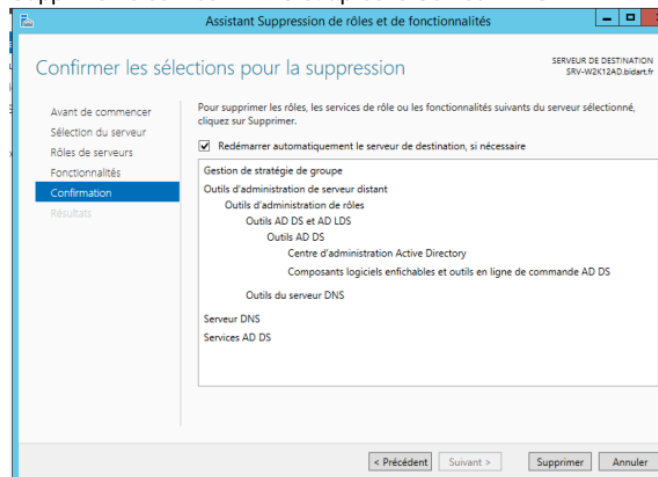 Assistant Suppression de rôles et de fonctionnalités
Confirmer les sélections pour la suppression
SERVEUR DE DESTINATION
SRV-W2K12AD.bidart.fr
Avant de commencer
Sélection du serveur
Rôles de serveurs
Fonctionnalités
Confirmation
Résultats
Pour supprimer les rôles, les services de rôle ou les fonctionnalités suivants du serveur sélectionné,
cliquez sur Supprimer.
Redémarrer automatiquement le serveur de destination, si nécessaire
Gestion de stratégie de groupe
Outils d'administration de serveur distant
Outils d'administration de rôles
Outils AD DS et AD LDS
Outils AD DS
Centre d'administration Active Directory
Composants logiciels enfichables et outils en ligne de commande AD DS
Outils du serveur DNS
Serveur DNS
Services AD DS
< Précédent
Suivant >
Supprimer
Annuler